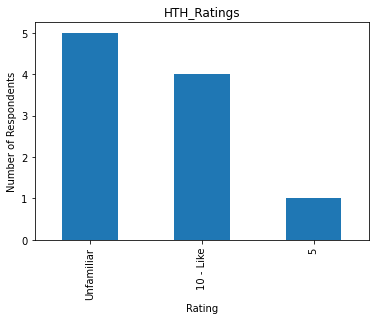 HTH_Ratings
Number of Respondents
5
4
3
2
1
0
Unfamiliar
10 - Like
5
Rating